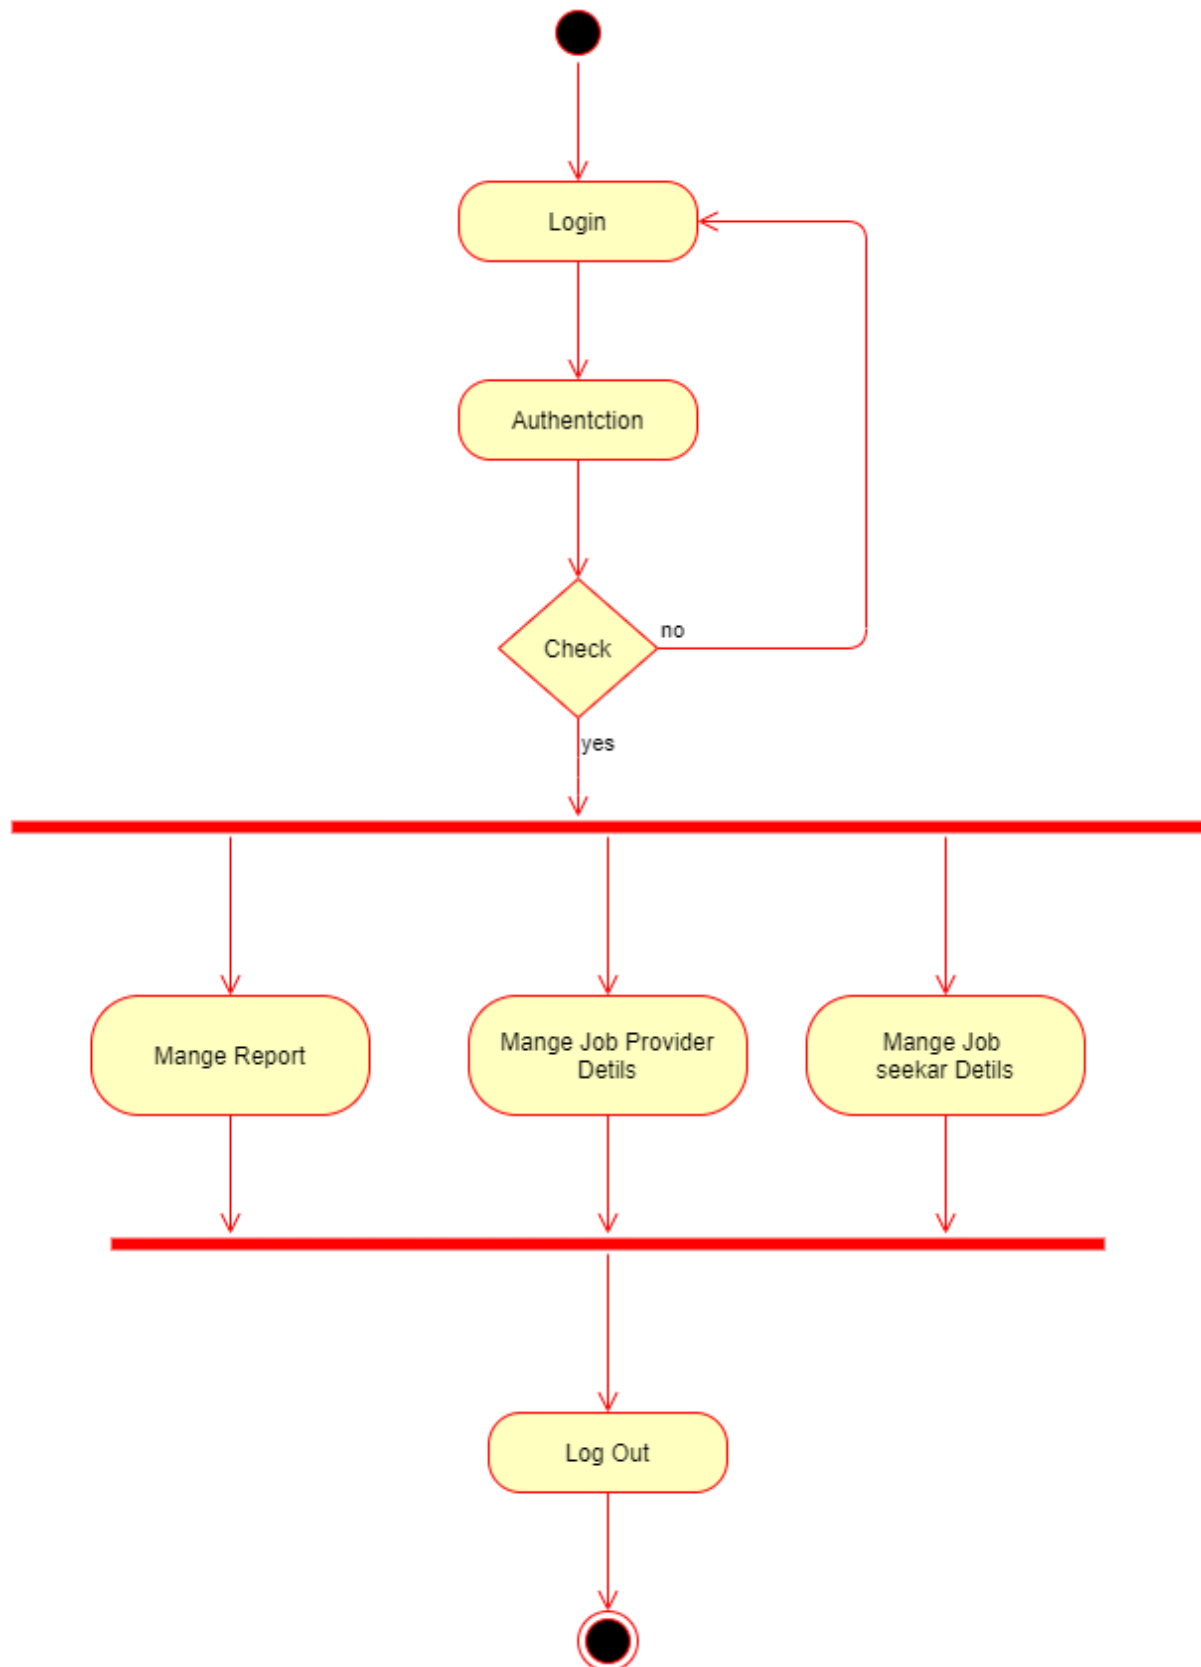 Login
Authentction
Check
no
yes
Mange Report
Mange Job Provider
Detils
Mange Job
seekar Detils
Log Out